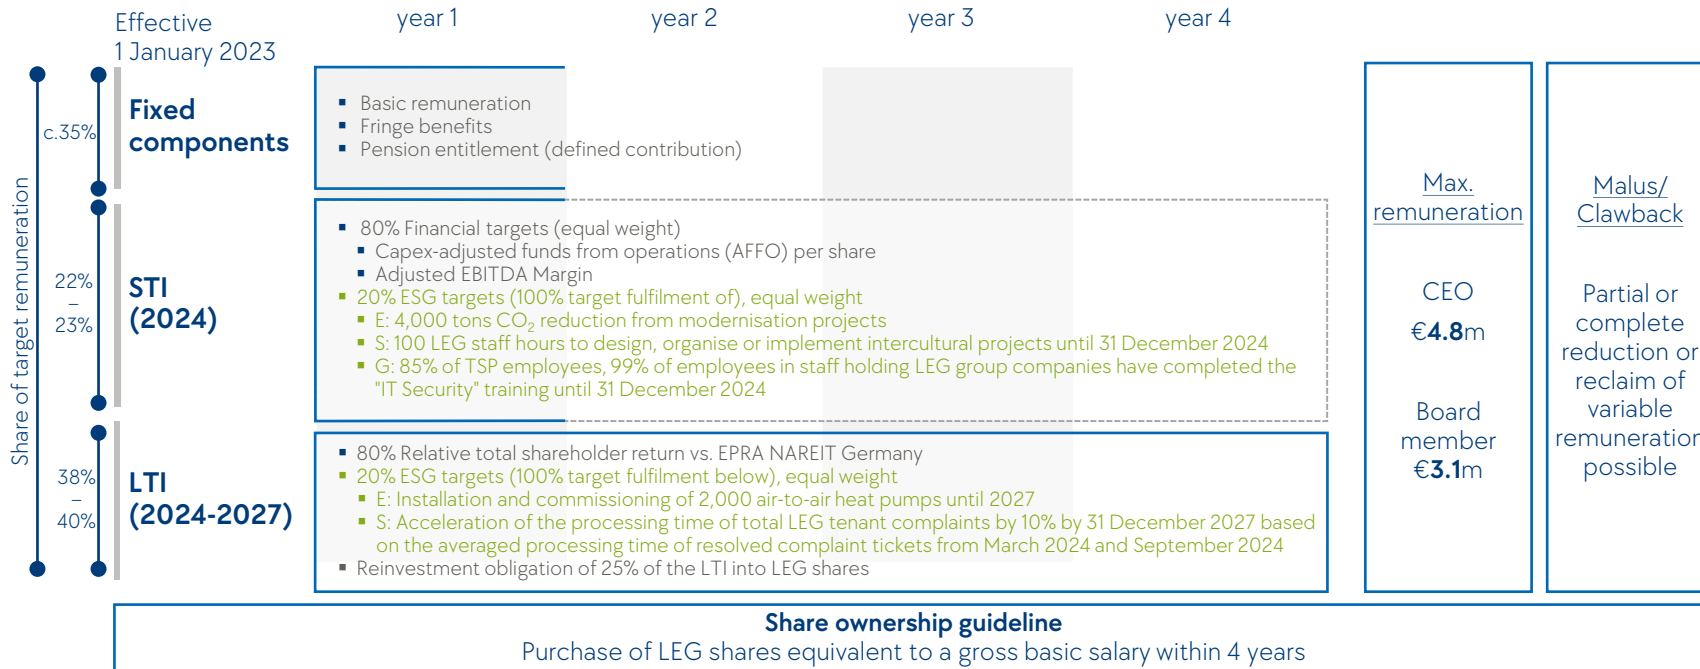 Effective
1 January 2023
year 1
year 2
year 3
year 4
Share of target remuneration
c.35%
Fixed
components
▪ Basic remuneration
▪ Fringe benefits
▪ Pension entitlement (defined contribution)
22%
–
23%
STI
(2024)
▪ 80% Financial targets (equal weight)
▪ Capex-adjusted funds from operations (AFFO) per share
▪ Adjusted EBITDA Margin
▪ 20% ESG targets (100% target fulfilment of), equal weight
▪ E: 4,000 tons CO₂ reduction from modernisation projects
▪ S: 100 LEG staff hours to design, organise or implement intercultural projects until 31 December 2024
▪ G: 85% of TSP employees, 99% of employees in staff holding LEG group companies have completed the
"IT Security" training until 31 December 2024
38%
–
40%
LTI
(2024-2027)
▪ 80% Relative total shareholder return vs. EPRA NAREIT Germany
▪ 20% ESG targets (100% target fulfilment below), equal weight
▪ E: Installation and commissioning of 2,000 air-to-air heat pumps until 2027
▪ S: Acceleration of the processing time of total LEG tenant complaints by 10% by 31 December 2027 based
on the averaged processing time of resolved complaint tickets from March 2024 and September 2024
▪ Reinvestment obligation of 25% of the LTI into LEG shares
Max.
remuneration
CEO
€4.8m
Board
member
€3.1m
Malus/
Clawback
Partial or
complete
reduction or
reclaim of
variable
remuneration
possible
Share ownership guideline
Purchase of LEG shares equivalent to a gross basic salary within 4 years